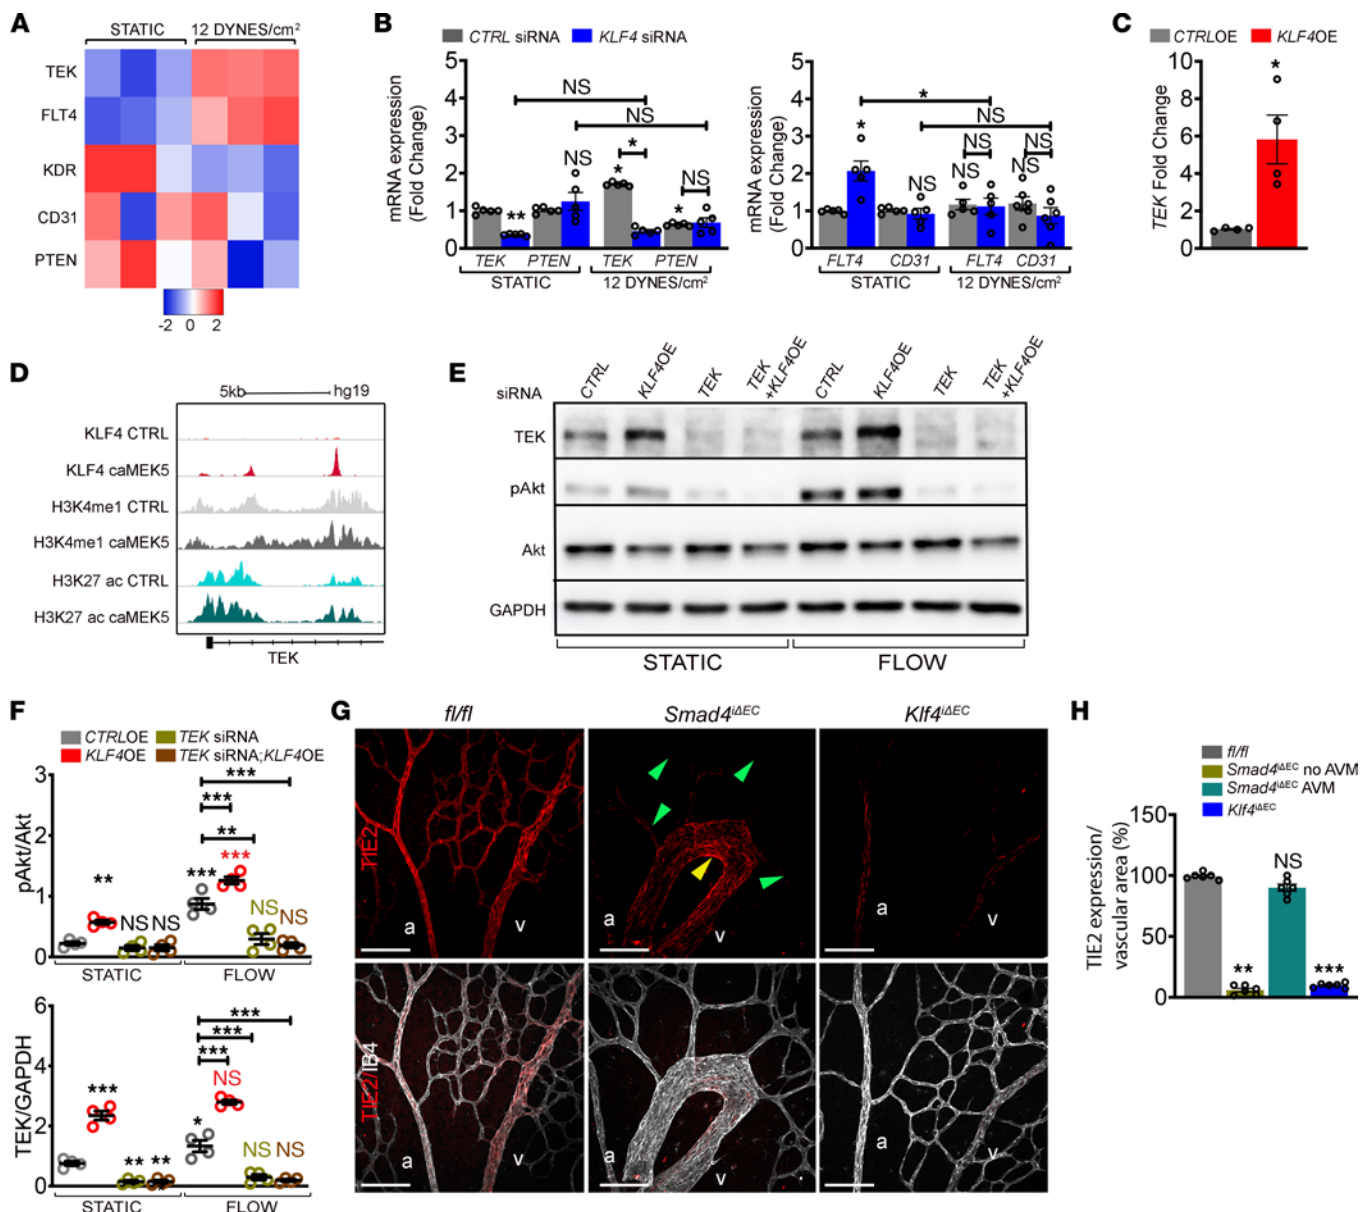 A
STATIC 12 DYNES/cm²
TEK
FLT4
KDR
CD31
PTEN
-2 0 2
B
CTRL siRNA KLF4 siRNA
mRNA expression
(Fold Change)
5
4
3
2
1
0
NS
NS
**
NS
*
*
*
NS
TEK PTEN TEK PTEN
STATIC 12 DYNES/cm²
mRNA expression
(Fold Change)
5
4
3
2
1
0
*
NS
*
NS
NS
NS
NS
NS
FLT4 CD31 FLT4 CD31
STATIC 12 DYNES/cm²
C
CTRLOE KLF4OE
TEK Fold Change
10
8
6
4
2
0
*
D
5kb hg19
KLF4 CTRL
KLF4 caMEK5
H3K4me1 CTRL
H3K4me1 caMEK5
H3K27 ac CTRL
H3K27 ac caMEK5
TEK
E
siRNA CTRL KLF4OE TEK TEK +KLF4OE CTRL KLF4OE TEK TEK +KLF4OE
TEK
pAkt
Akt
GAPDH
STATIC FLOW
F
CTRLOE TEK siRNA
KLF4OE TEK siRNA;KLF4OE
pAkt/Akt
3
2
1
0
** NS NS
***
***
**
*** *** NS NS
STATIC FLOW
TEK/GAPDH
6
4
2
0
*** ** **
***
***
***
* NS NS NS
STATIC FLOW
G
fl/fl Smad4iΔEC Klf4iΔEC
TIE2
a v v a v
TIE2/IB4
a v a v a v
H
fl/fl
Smad4iΔEC no AVM
Smad4iΔEC AVM
Klf4iΔEC
TIE2 expression/
vascular area (%)
150
100
50
0
** NS ***